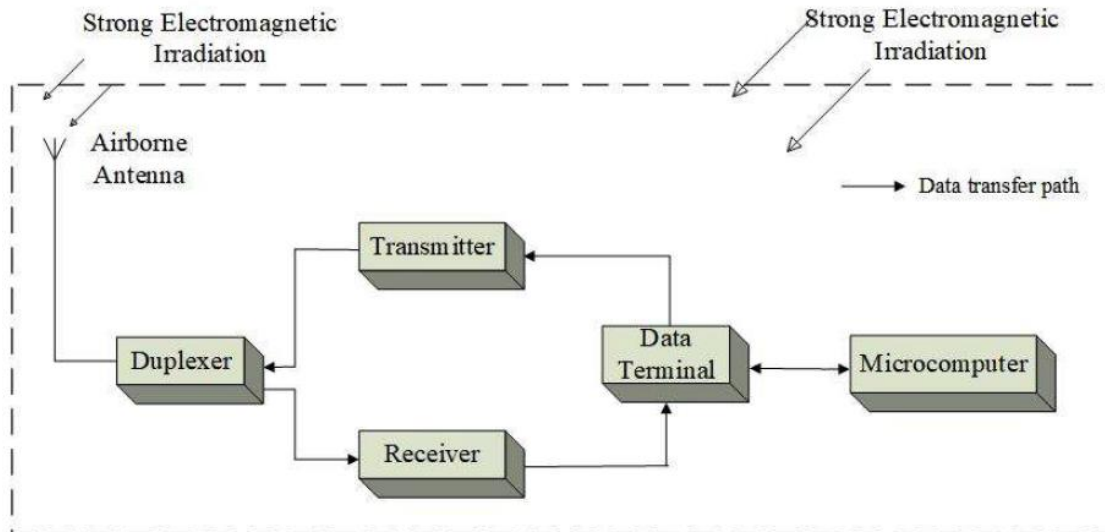 Strong Electromagnetic
Irradiation
Strong Electromagnetic
Irradiation
Airborne
Antenna
Data transfer path
Transmitter
Duplexer
Data
Terminal
Microcomputer
Receiver